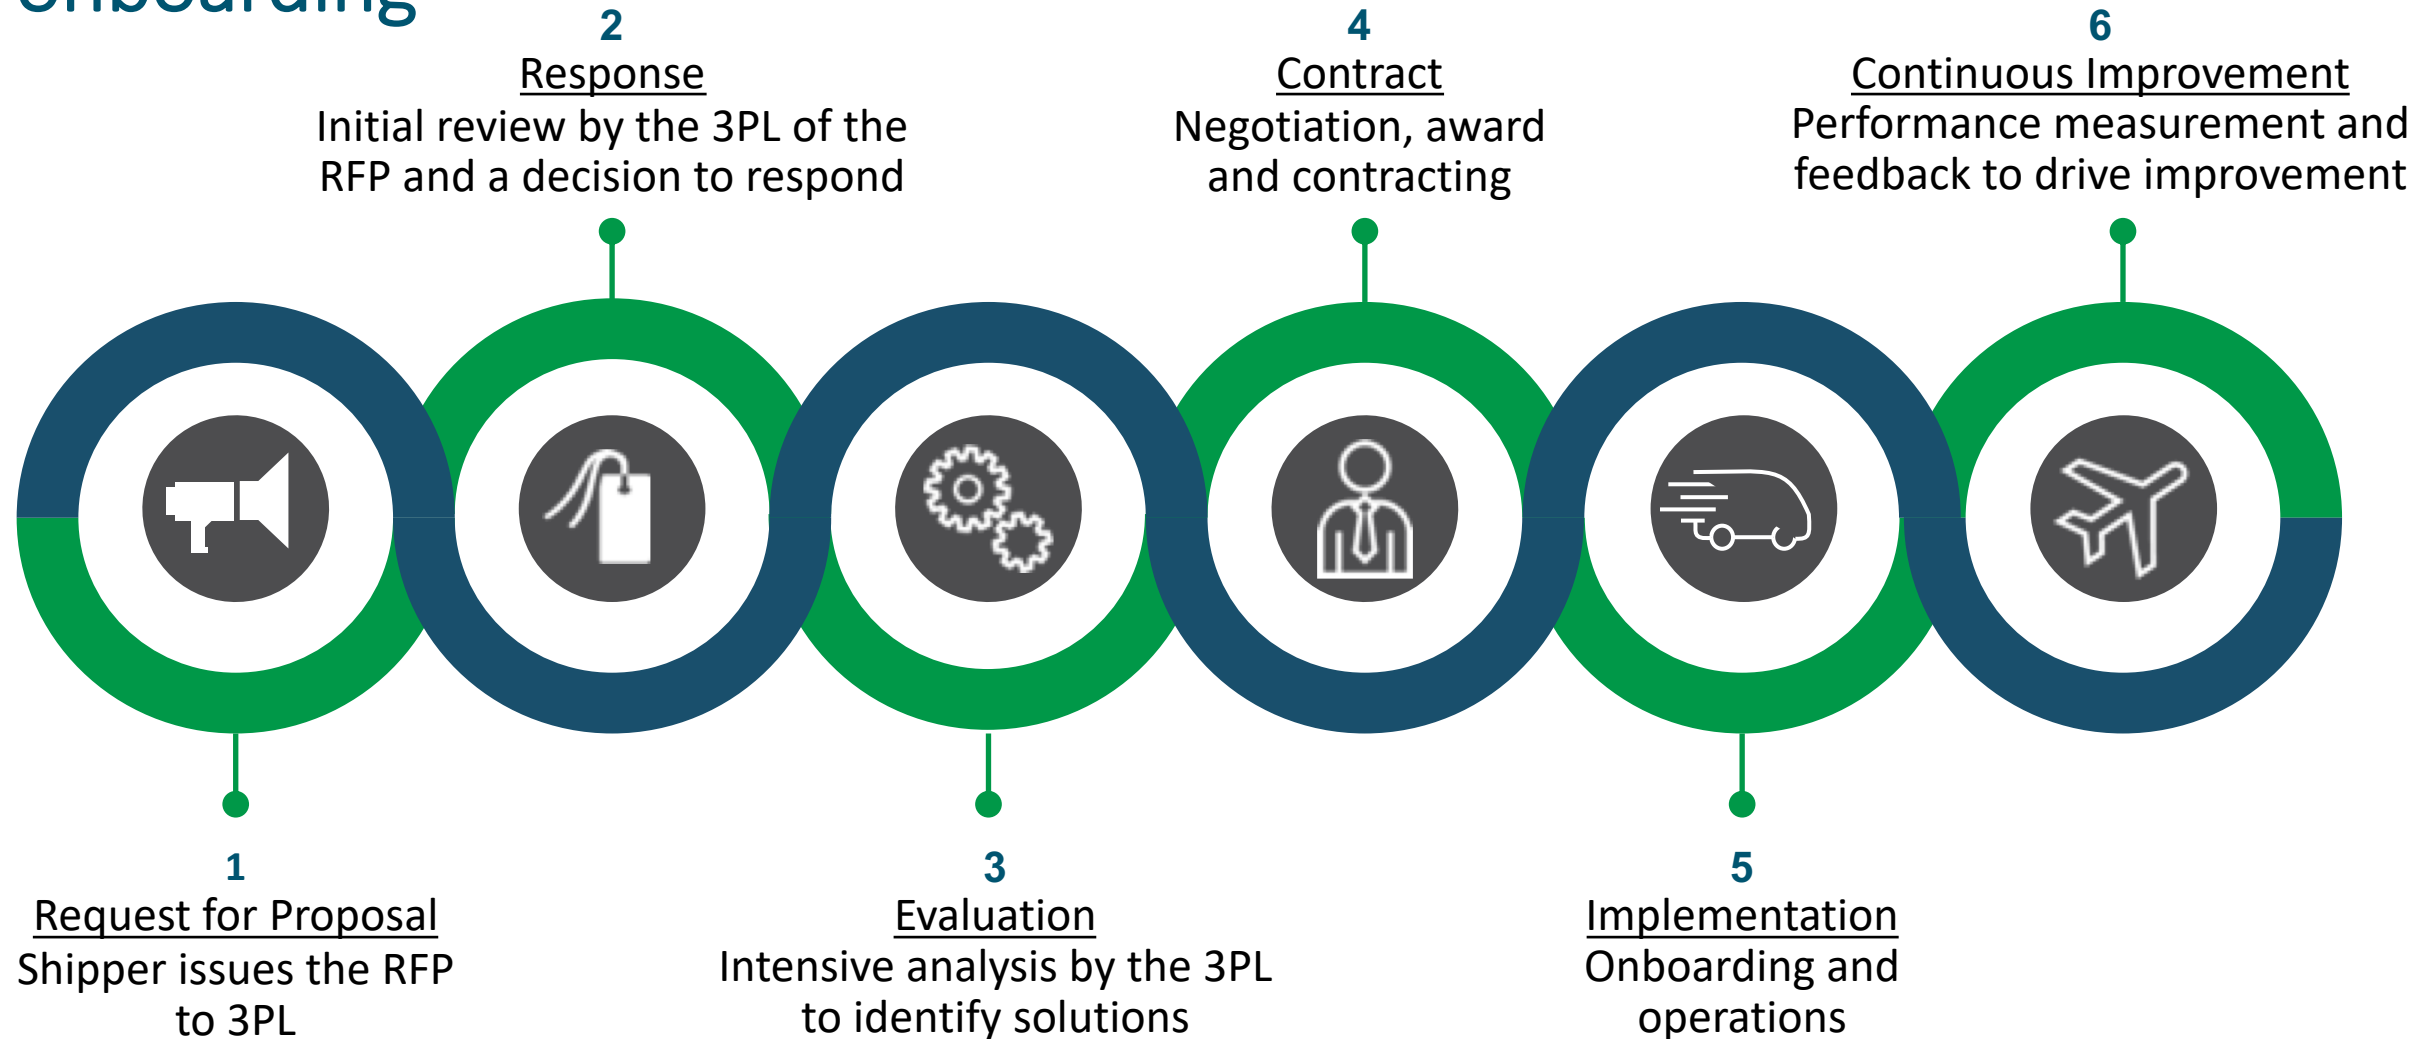 onboarding
2
Response
Initial review by the 3PL of the
RFP and a decision to respond
4
Contract
Negotiation, award
and contracting
6
Continuous Improvement
Performance measurement and
feedback to drive improvement
1
Request for Proposal
Shipper issues the RFP
to 3PL
3
Evaluation
Intensive analysis by the 3PL
to identify solutions
5
Implementation
Onboarding and
operations